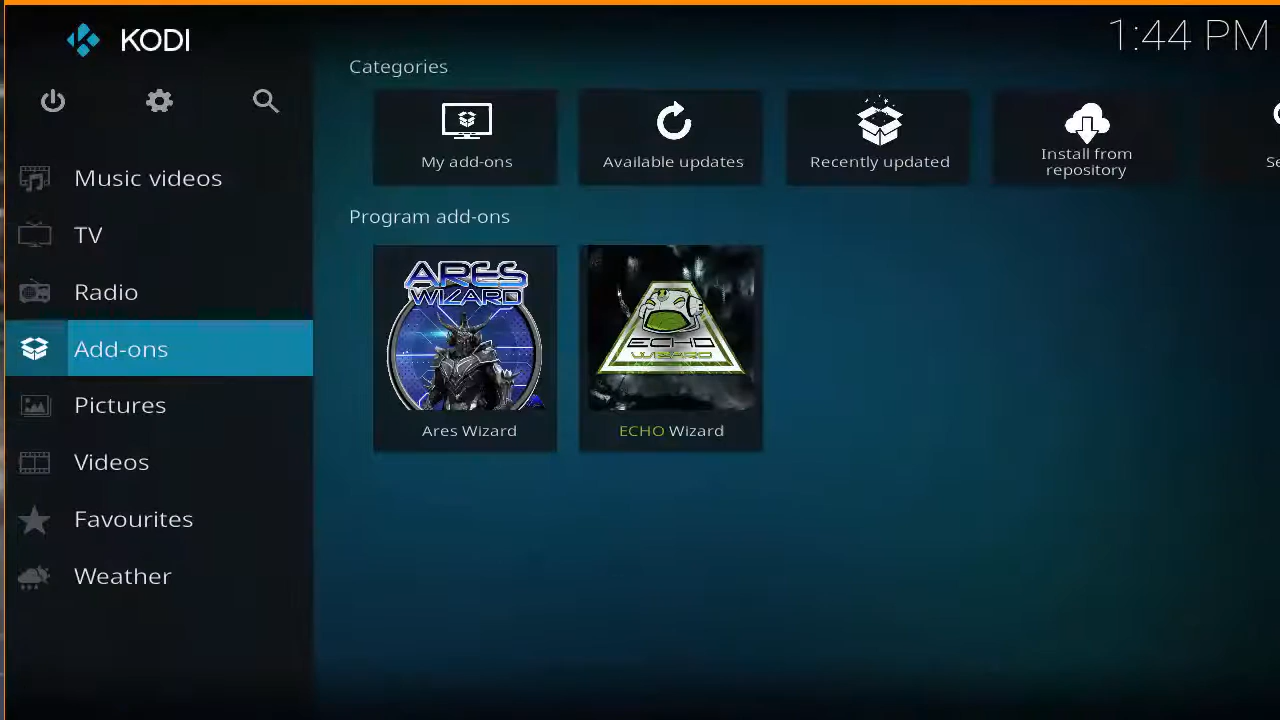 KODI
1:44 PM
Categories
My add-ons
Available updates
Recently updated
Install from
repository
Music videos
TV
Radio
Add-ons
Pictures
Videos
Favourites
Weather
Program add-ons
ARES
WIZARD
Ares Wizard
ECHO
WIZARD
ECHO Wizard